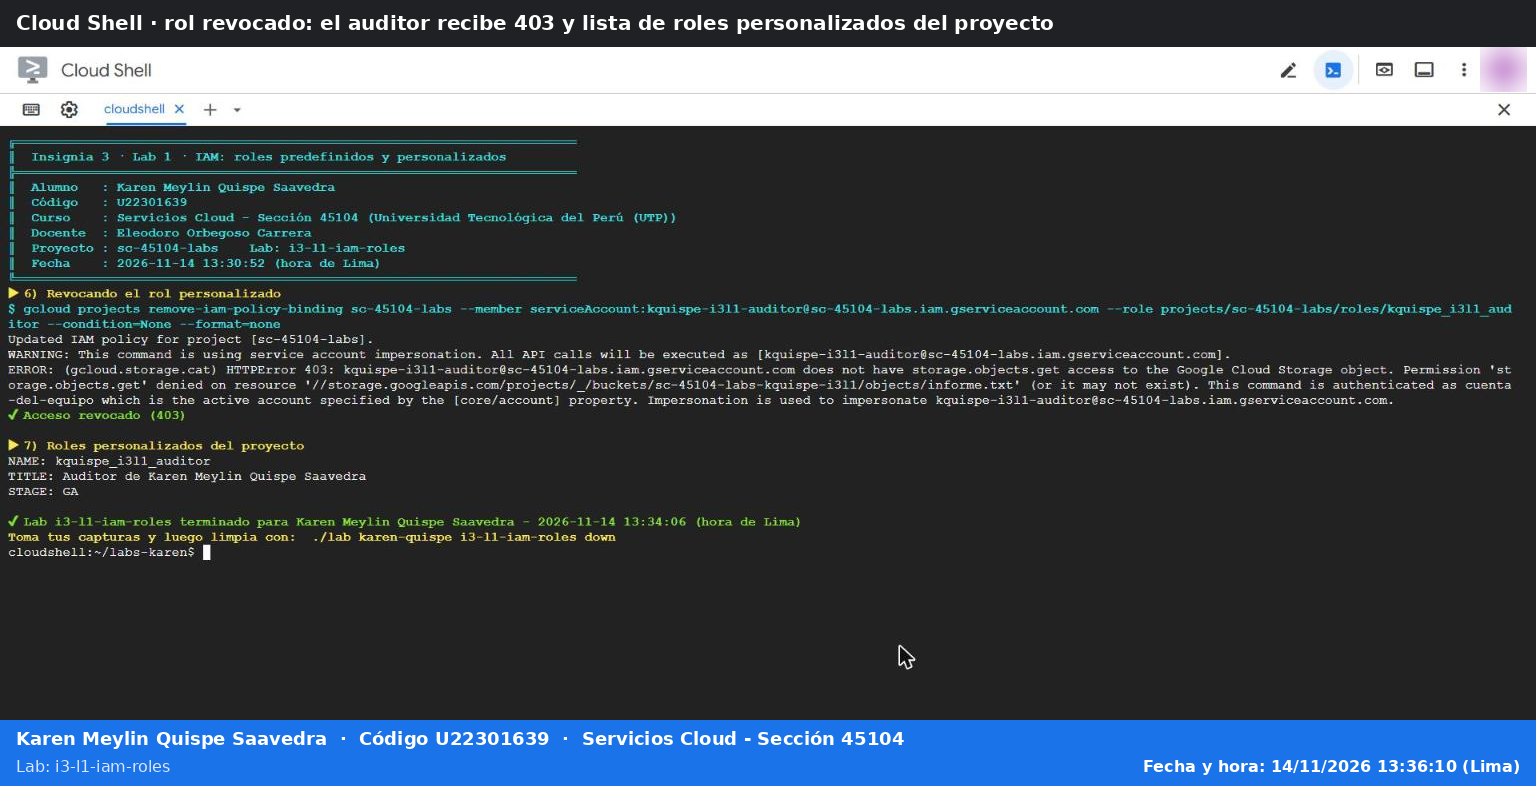 Cloud Shell · rol revocado: el auditor recibe 403 y lista de roles personalizados del proyecto
Cloud Shell
cloudshell
Insignia 3 · Lab 1 · IAM: roles predefinidos y personalizados
Alumno : Karen Meylin Quispe Saavedra
Código : U22301639
Curso : Servicios Cloud - Sección 45104 (Universidad Tecnológica del Perú (UTP))
Docente : Eleodoro Orbegoso Carrera
Proyecto : sc-45104-labs Lab: i3-l1-iam-roles
Fecha : 2026-11-14 13:30:52 (hora de Lima)
▶ 6) Revocando el rol personalizado
$ gcloud projects remove-iam-policy-binding sc-45104-labs --member serviceAccount:kquispe-i3l1-auditor@sc-45104-labs.iam.gserviceaccount.com --role projects/sc-45104-labs/roles/kquispe_i3l1_aud
itor --condition=None --format=none
Updated IAM policy for project [sc-45104-labs].
WARNING: This command is using service account impersonation. All API calls will be executed as [kquispe-i3l1-auditor@sc-45104-labs.iam.gserviceaccount.com].
ERROR: (gcloud.storage.cat) HTTPError 403: kquispe-i3l1-auditor@sc-45104-labs.iam.gserviceaccount.com does not have storage.objects.get access to the Google Cloud Storage object. Permission 'st
orage.objects.get' denied on resource '//storage.googleapis.com/projects/_/buckets/sc-45104-labs-kquispe-i3l1/objects/informe.txt' (or it may not exist). This command is authenticated as cuenta
-del-equipo which is the active account specified by the [core/account] property. Impersonation is used to impersonate kquispe-i3l1-auditor@sc-45104-labs.iam.gserviceaccount.com.
✔ Acceso revocado (403)
▶ 7) Roles personalizados del proyecto
NAME: kquispe_i3l1_auditor
TITLE: Auditor de Karen Meylin Quispe Saavedra
STAGE: GA
✔ Lab i3-l1-iam-roles terminado para Karen Meylin Quispe Saavedra - 2026-11-14 13:34:06 (hora de Lima)
Toma tus capturas y luego limpia con: ./lab karen-quispe i3-l1-iam-roles down
cloudshell:~/labs-karen$
Karen Meylin Quispe Saavedra · Código U22301639 · Servicios Cloud - Sección 45104
Lab: i3-l1-iam-roles
Fecha y hora: 14/11/2026 13:36:10 (Lima)